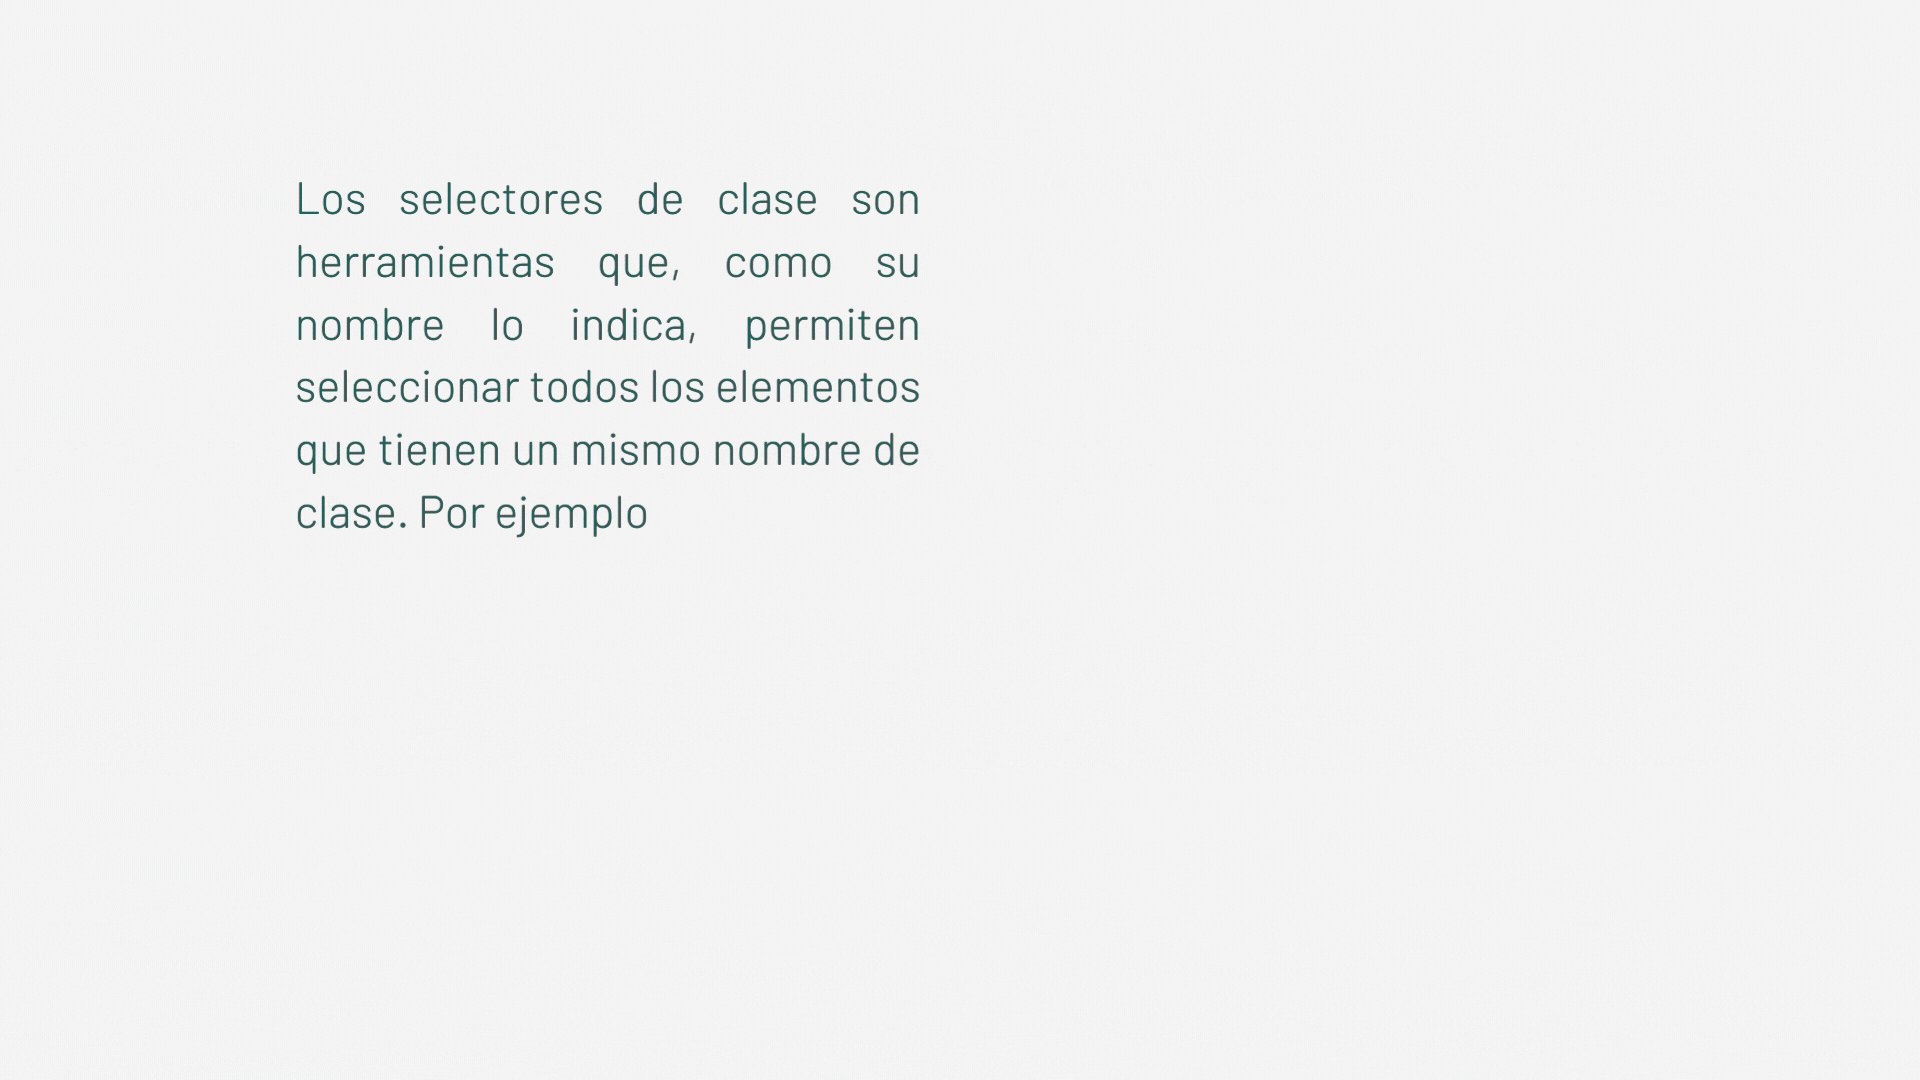 Los selectores de clase son
herramientas que, como su
nombre lo indica, permiten
seleccionar todos los elementos
que tienen un mismo nombre de
clase. Por ejemplo